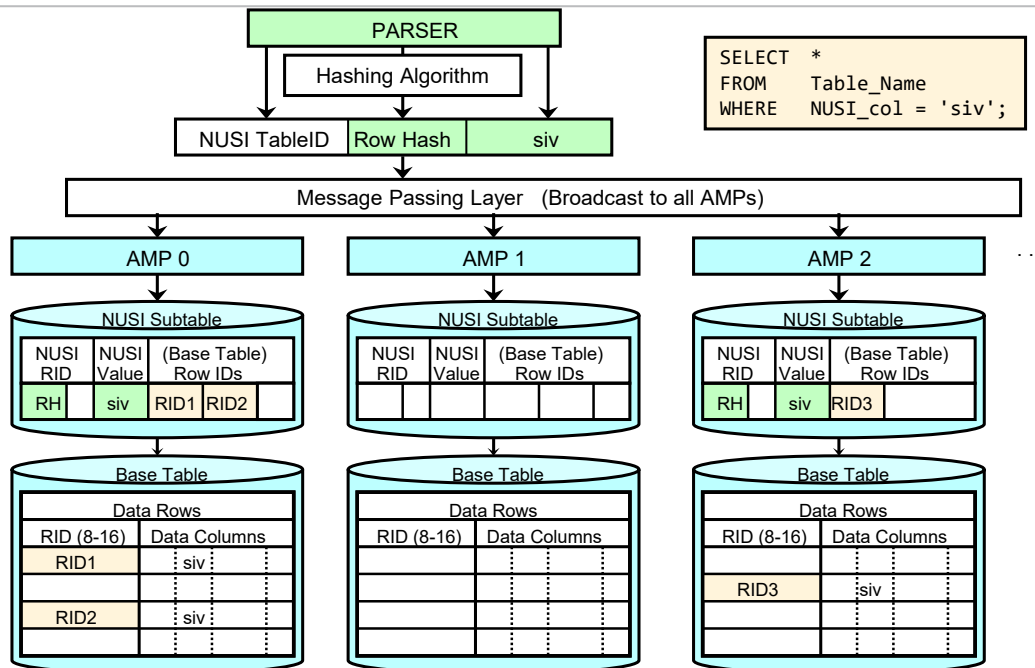 PARSER
Hashing Algorithm
SELECT *
FROM Table_Name
WHERE NUSI_col = 'siv';
NUSI TableID Row Hash siv
Message Passing Layer (Broadcast to all AMPs)
AMP 0 AMP 1 AMP 2 . .
NUSI Subtable NUSI Subtable NUSI Subtable
NUSI NUSI (Base Table) NUSI NUSI (Base Table) NUSI NUSI (Base Table)
RID Value Row IDs RID Value Row IDs RID Value Row IDs
RH siv RID1 RID2 RH siv RID3
Base Table Base Table Base Table
Data Rows Data Rows Data Rows
RID (8-16) Data Columns RID (8-16) Data Columns RID (8-16) Data Columns
RID1 siv
RID3 siv
RID2 siv